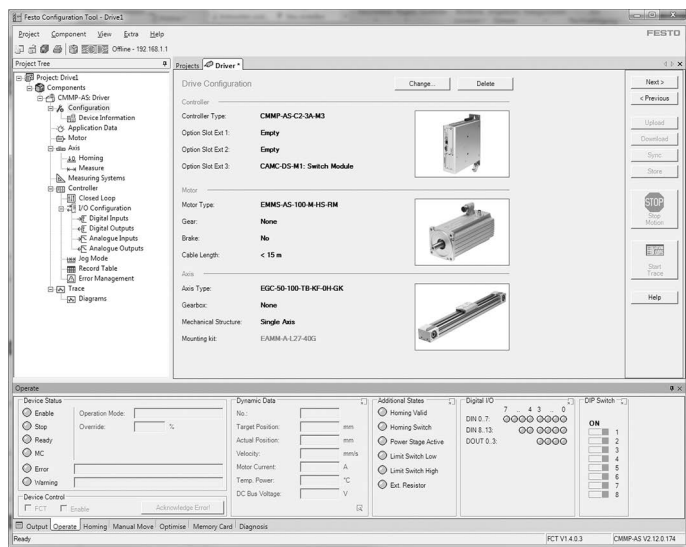 Festo Configuration Tool - Drive1
Project Component View Extra Help
FESTO
Offline - 192.168.1.1
Project Tree
Projects Driver *
Project: Drive1
Components
CMMP-AS: Driver
Configuration
Device Information
Application Data
Motor
Axis
Homing
Measure
Measuring Systems
Controller
Closed Loop
I/O Configuration
Digital Inputs
Digital Outputs
Analogue Inputs
Analogue Outputs
Jog Mode
Record Table
Error Management
Trace
Diagrams
Drive Configuration
Change...
Delete
Controller
Controller Type: CMMP-AS-C2-3A-M3
Option Slot Ext 1: Empty
Option Slot Ext 2: Empty
Option Slot Ext 3: CAMC-DS-M1: Switch Module
Motor
Motor Type: EMMS-AS-100-M-HS-RM
Gear: None
Brake: No
Cable Length: < 15 m
Axis
Axis Type: EGC-50-100-TB-KF-0H-GK
Gearbox: None
Mechanical Structure: Single Axis
Mounting kit: EAMM-A-L27-40G
Next >
< Previous
Upload
Download
Sync
Store
STOP
Stop
Motion
Start
Trace
Help
Operate
Device Status
Enable
Operation Mode:
Stop
Override: %
Ready
MC
Error
Warning
Device Control
FCT
Enable
Acknowledge Error!
Dynamic Data
No.:
Target Position: mm
Actual Position: mm
Velocity: mm/s
Motor Current: A
Temp. Power: °C
DC Bus Voltage: V
Additional States
Homing Valid
Homing Switch
Power Stage Active
Limit Switch Low
Limit Switch High
Ext. Resistor
Digital I/O
7 .. 4 3 .. 0
DIN 0..7:
DIN 8..13:
DOUT 0..3:
DIP Switch
ON
1
2
3
4
5
6
7
8
Output Operate Homing Manual Move Optimise Memory Card Diagnosis
Ready
FCT V1.4.0.3
CMMP-AS V2.12.0.174